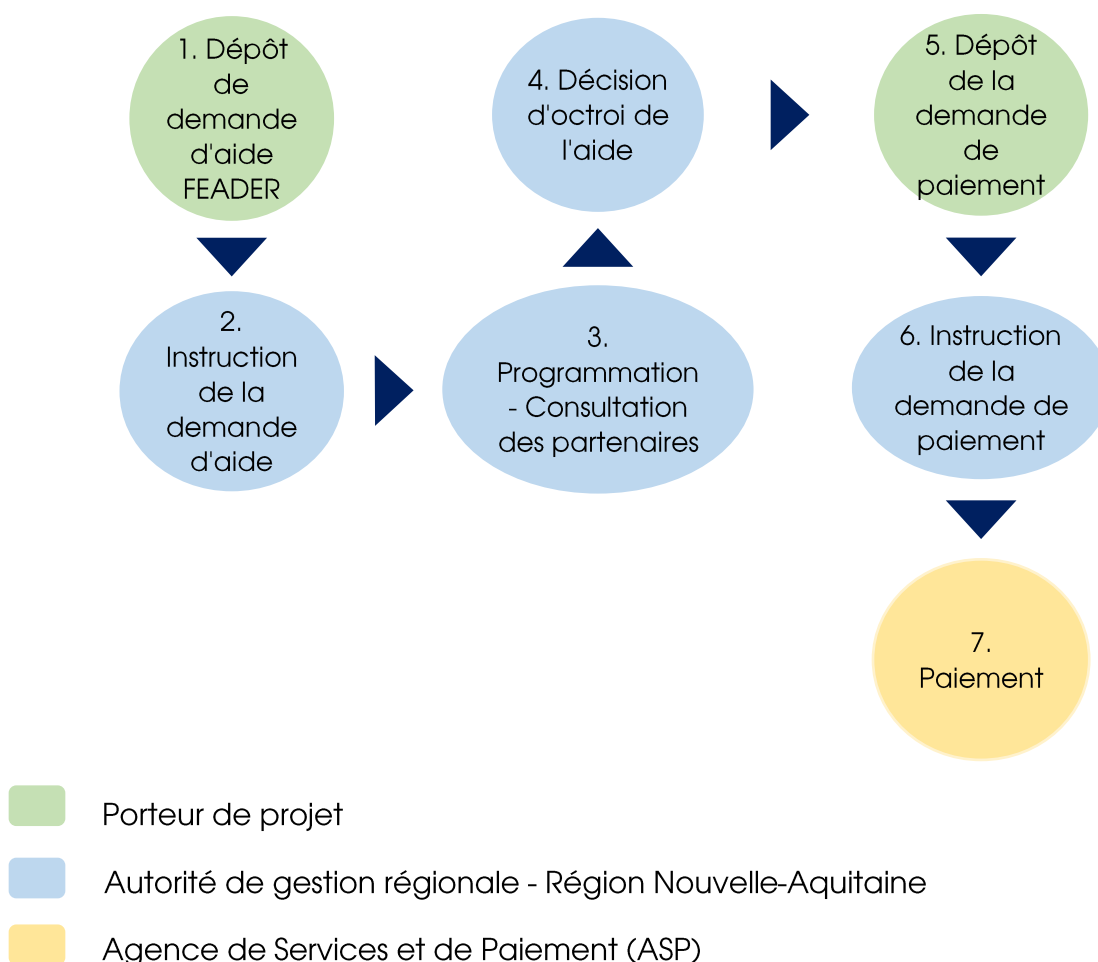 1. Dépôt
de
demande
d'aide
FEADER
2.
Instruction
de la
demande
d'aide
3.
Programmation
- Consultation
des partenaires
4. Décision
d'octroi de
l'aide
5. Dépôt
de la
demande
de
paiement
6. Instruction
de la
demande de
paiement
7.
Paiement
Porteur de projet
Autorité de gestion régionale - Région Nouvelle-Aquitaine
Agence de Services et de Paiement (ASP)